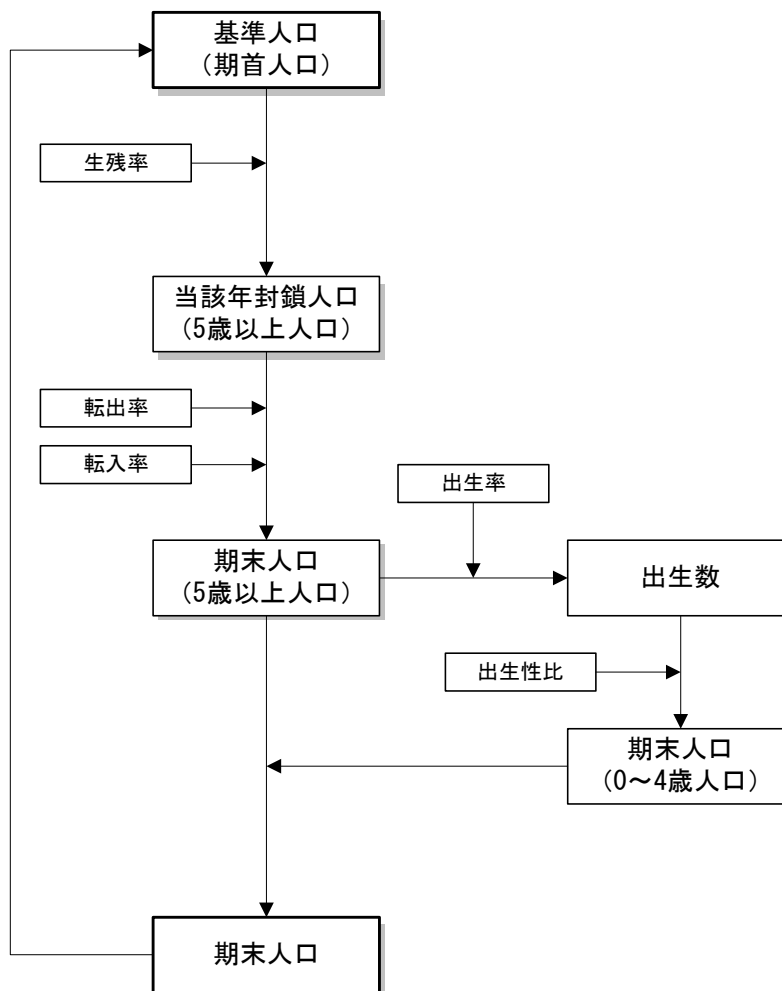 基準人口
（期首人口）
生残率
当該年封鎖人口
（5歳以上人口）
転出率
転入率
出生率
期末人口
（5歳以上人口）
出生数
出生性比
期末人口
（0～4歳人口）
期末人口